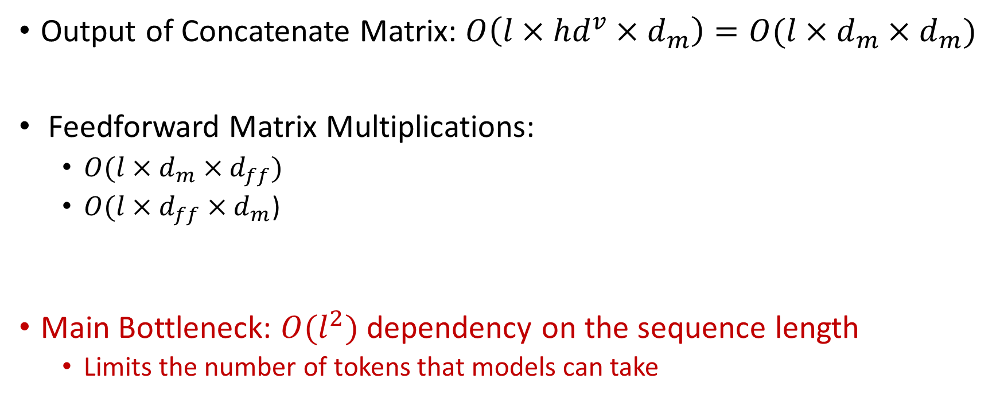 • Output of Concatenate Matrix: $O(l \times hd^v \times d_m) = O(l \times d_m \times d_m)$
• Feedforward Matrix Multiplications:
• $O(l \times d_m \times d_{ff})$
• $O(l \times d_{ff} \times d_m)$
• Main Bottleneck: $O(l^2)$ dependency on the sequence length
• Limits the number of tokens that models can take